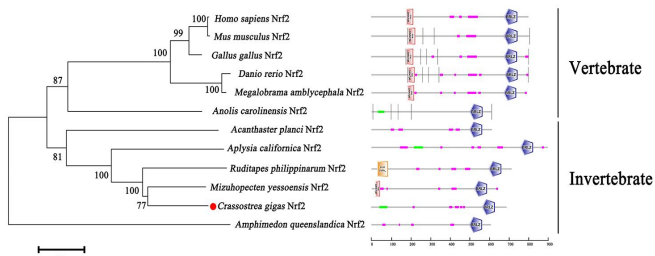 Homo sapiens Nrf2
Mus musculus Nrf2
Gallus gallus Nrf2
Danio rerio Nrf2
Megalobrama amblycephala Nrf2
Anolis carolinensis Nrf2
Acanthaster planci Nrf2
Aplysia californica Nrf2
Ruditapes philippinarum Nrf2
Mizuhopecten yessoensis Nrf2
Crassostrea gigas Nrf2
Amphimedon queenslandica Nrf2
100
99
100
100
87
81
100
100
77
Vertebrate
Invertebrate
0 100 200 300 400 500 600 700 800 900